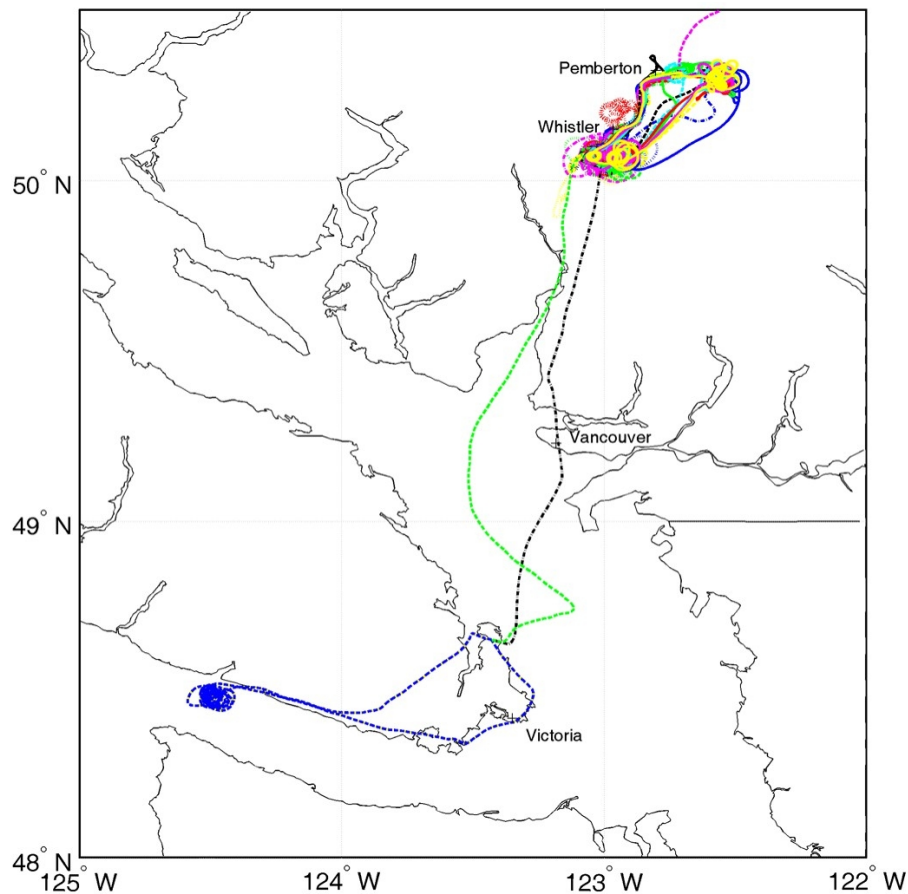 Pemberton
Whistler
50° N
Vancouver
49° N
Victoria
48° N
125° W
124° W
123° W
122° W